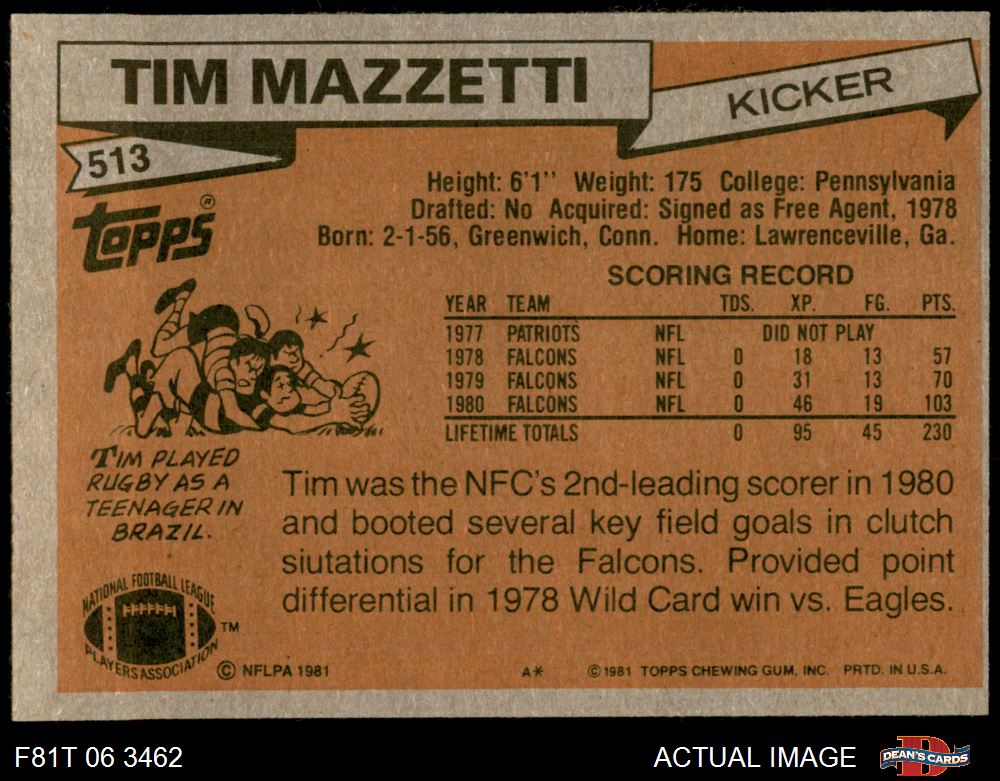 TIM MAZZETTI
KICKER
513
topps®
Height: 6'1'' Weight: 175 College: Pennsylvania
Drafted: No Acquired: Signed as Free Agent, 1978
Born: 2-1-56, Greenwich, Conn. Home: Lawrenceville, Ga.
SCORING RECORD
YEAR TEAM TDS. XP. FG. PTS.
1977 PATRIOTS NFL DID NOT PLAY
1978 FALCONS NFL 0 18 13 57
1979 FALCONS NFL 0 31 13 70
1980 FALCONS NFL 0 46 19 103
LIFETIME TOTALS 0 95 45 230
TIM PLAYED
RUGBY AS A
TEENAGER IN
BRAZIL.
Tim was the NFC's 2nd-leading scorer in 1980
and booted several key field goals in clutch
siutations for the Falcons. Provided point
differential in 1978 Wild Card win vs. Eagles.
NATIONAL FOOTBALL LEAGUE
PLAYERS ASSOCIATION
TM
© NFLPA 1981
A*
©1981 TOPPS CHEWING GUM, INC. PRTD. IN U.S.A.
F81T 06 3462
ACTUAL IMAGE
DEAN'S CARDS